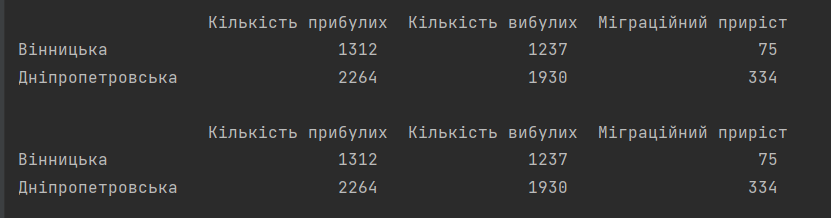 Кількість прибулих Кількість вибулих Міграційний приріст
Вінницька 1312 1237 75
Дніпропетровська 2264 1930 334
Кількість прибулих Кількість вибулих Міграційний приріст
Вінницька 1312 1237 75
Дніпропетровська 2264 1930 334